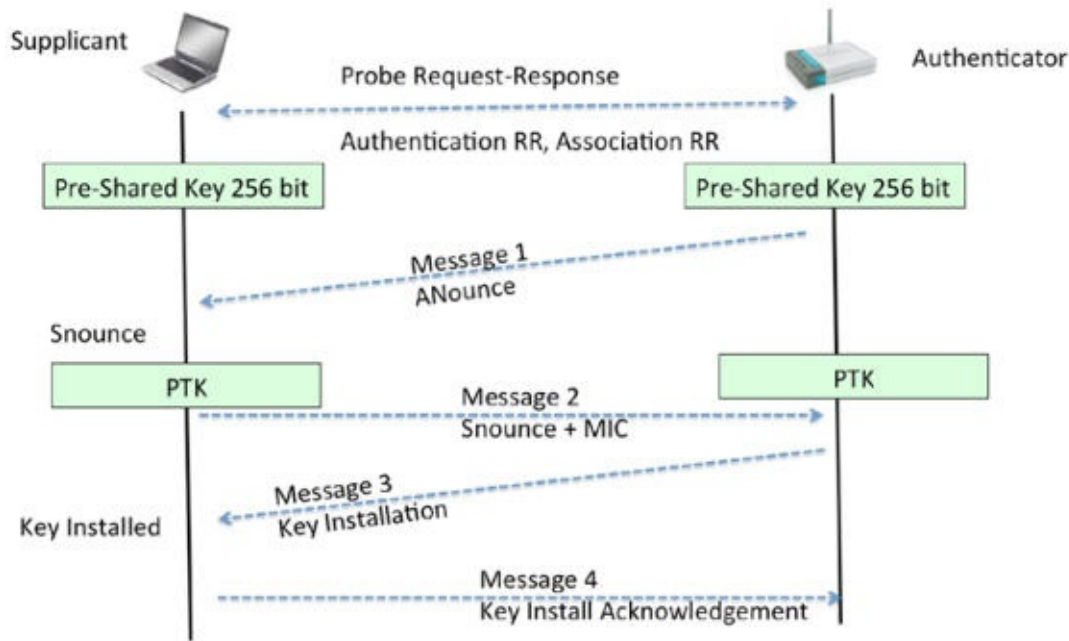 Supplicant
Authenticator
Probe Request-Response
Authentication RR, Association RR
Pre-Shared Key 256 bit
Pre-Shared Key 256 bit
Message 1
ANounce
Snounce
PTK
PTK
Message 2
Snounce + MIC
Message 3
Key Installation
Key Installed
Message 4
Key Install Acknowledgement